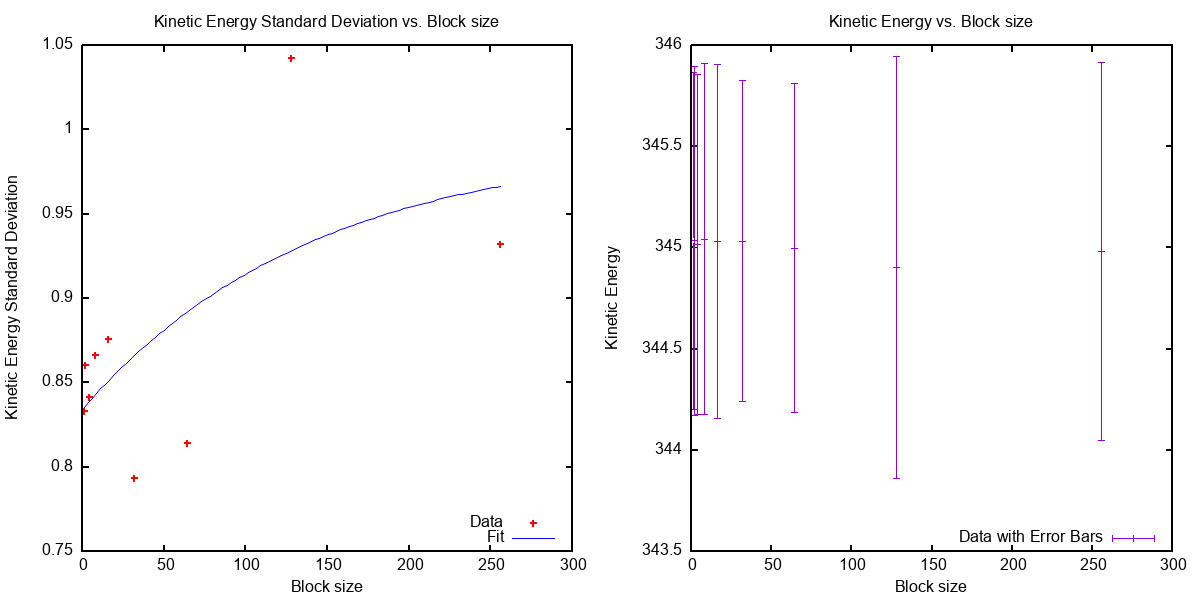 Kinetic Energy Standard Deviation vs. Block size
1.05
1
0.95
0.9
0.85
0.8
0.75
Kinetic Energy Standard Deviation
Data
Fit
0 50 100 150 200 250 300
Block size
Kinetic Energy vs. Block size
346
345.5
345
344.5
344
343.5
Kinetic Energy
Data with Error Bars
0 50 100 150 200 250 300
Block size